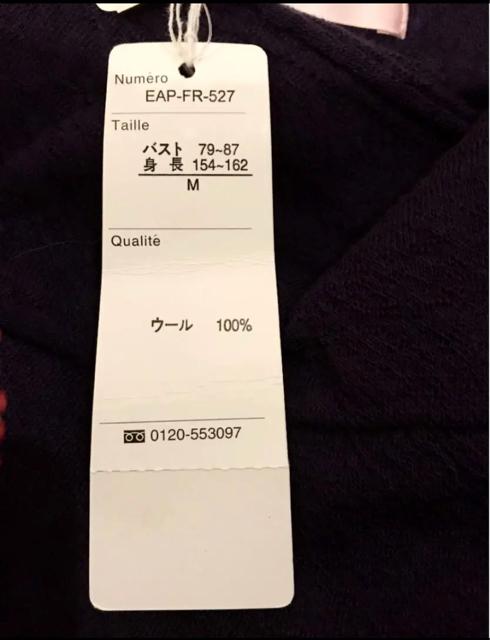 Numéro
EAP-FR-527
Taille
バスト 79~87
身 長 154~162
M
Qualité
ウール 100%
0120-553097